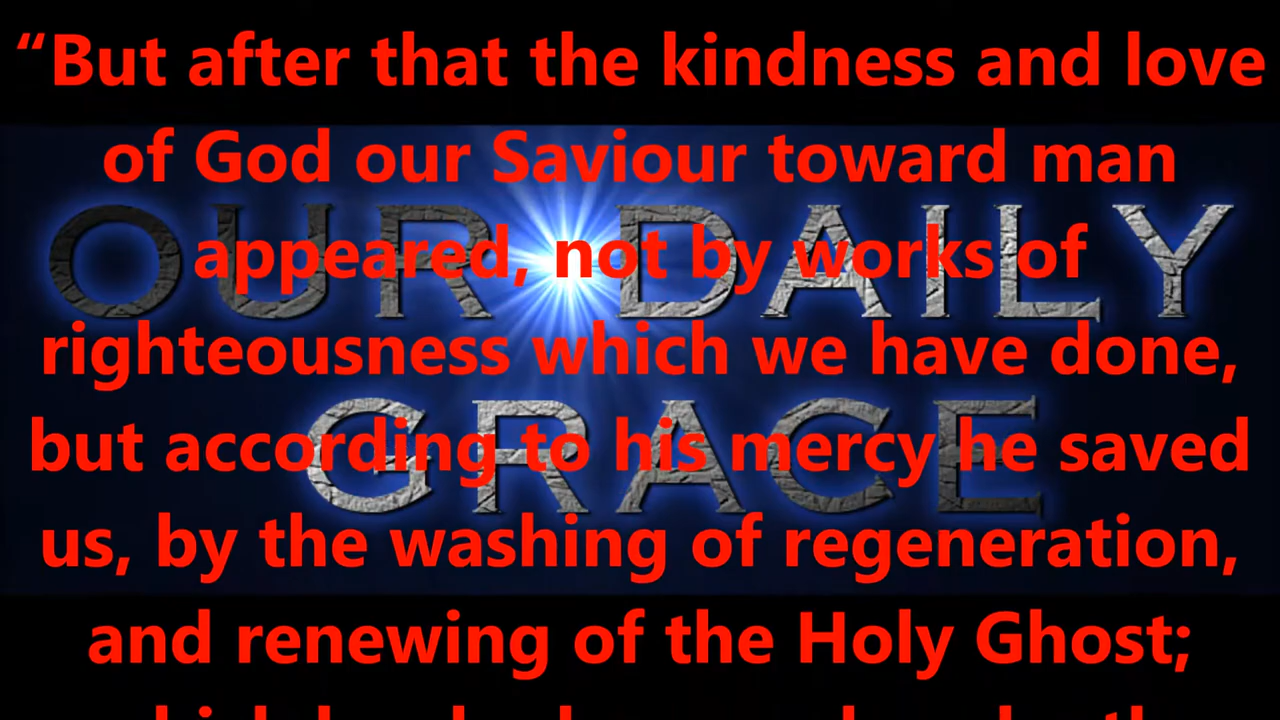 “But after that the kindness and love
of God our Saviour toward man
appeared, not by works of
righteousness which we have done,
but according to his mercy he saved
us, by the washing of regeneration,
and renewing of the Holy Ghost;
OUR DAILY
GRACE